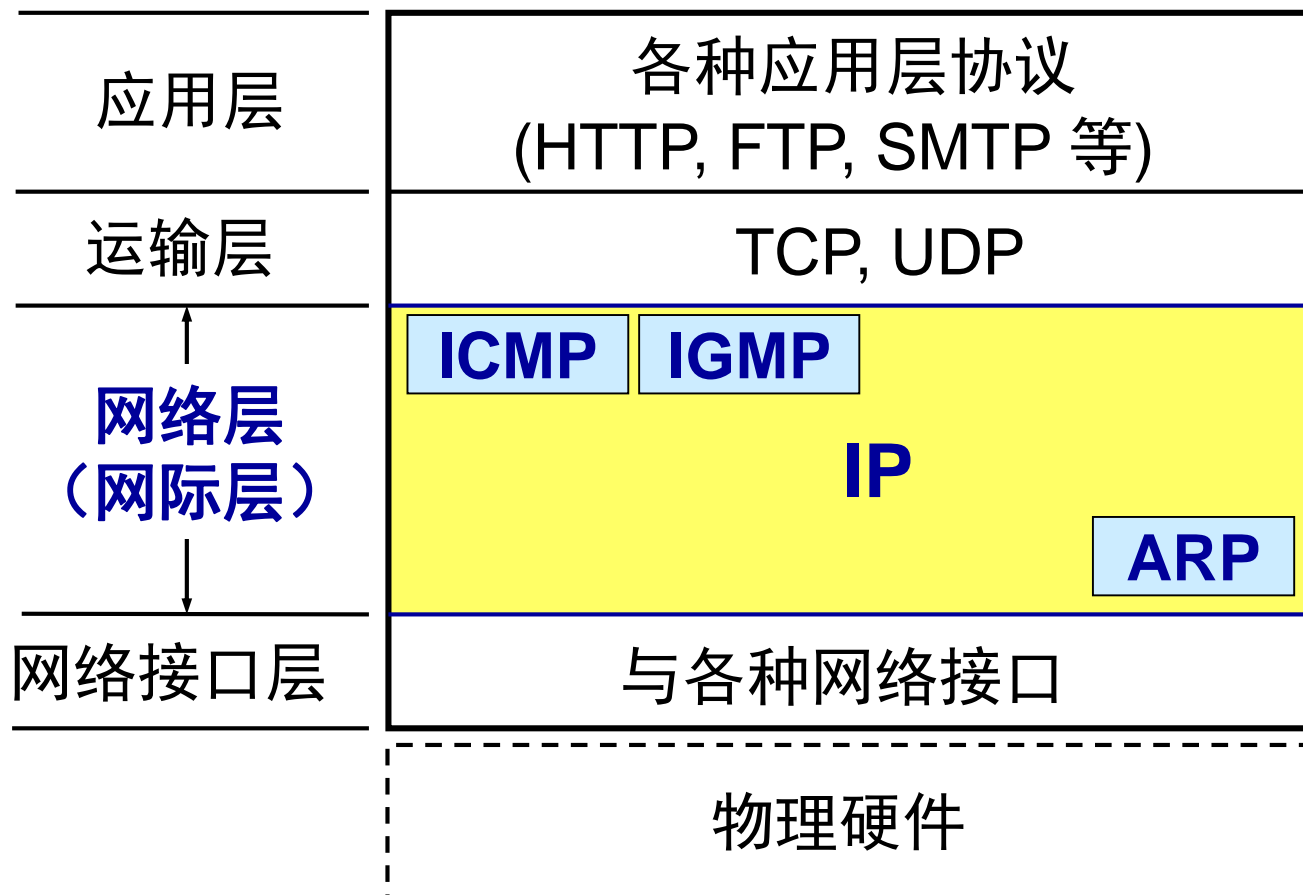 应用层
各种应用层协议
(HTTP, FTP, SMTP 等)
运输层
TCP, UDP
网络层
（网际层）
ICMP
IGMP
IP
ARP
网络接口层
与各种网络接口
物理硬件